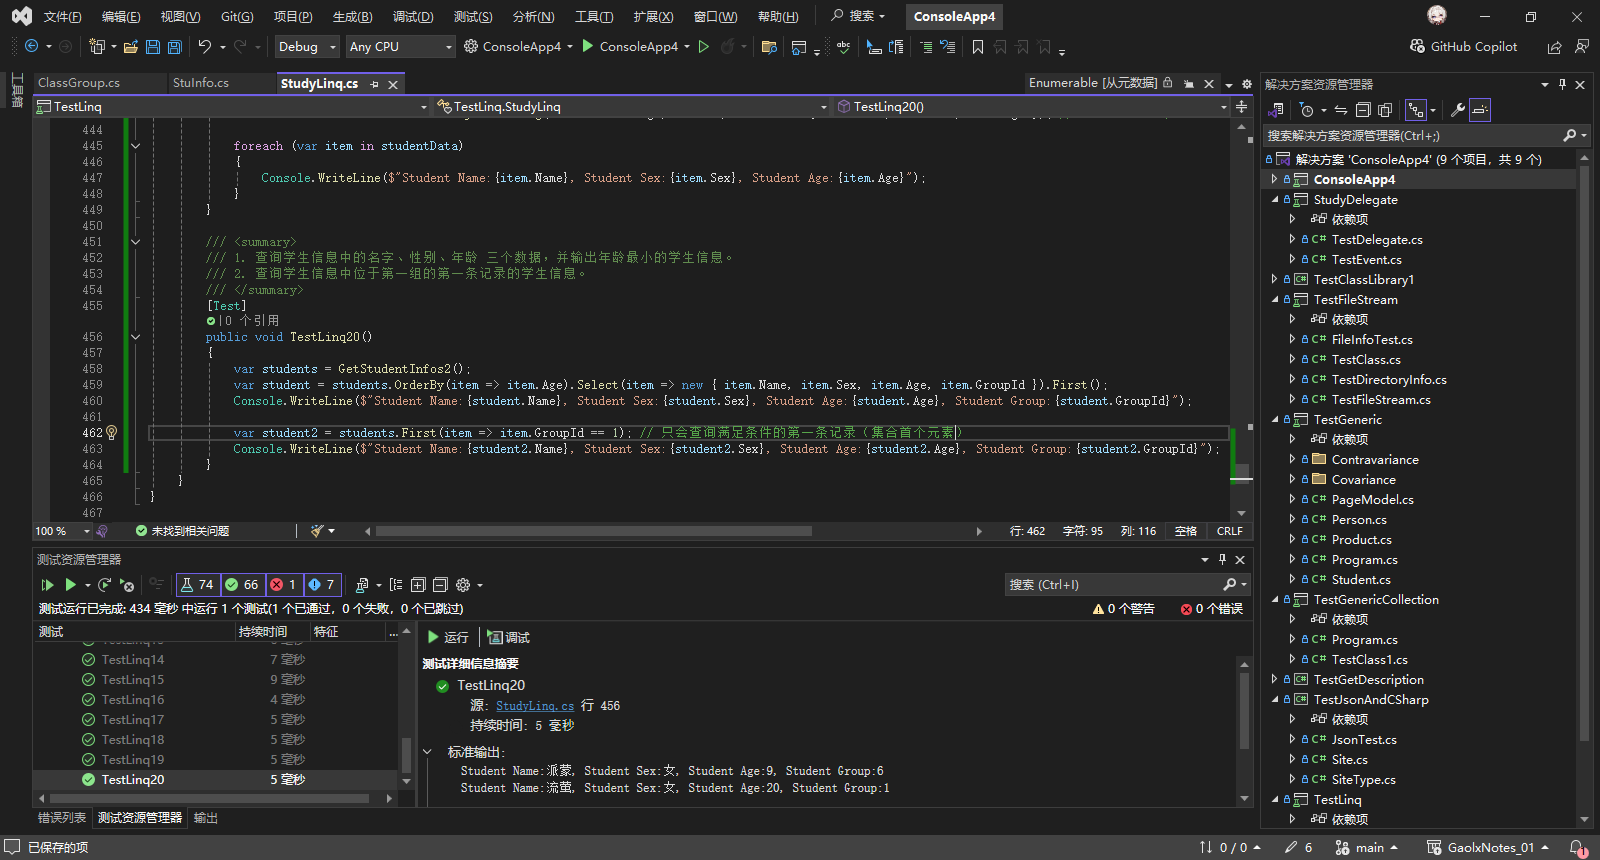 文件(F) 编辑(E) 视图(V) Git(G) 项目(P) 生成(B) 调试(D) 测试(S) 分析(N) 工具(T) 扩展(X) 窗口(W) 帮助(H) 搜索 ConsoleApp4
Debug Any CPU ConsoleApp4 ConsoleApp4 GitHub Copilot
工具箱
ClassGroup.cs StuInfo.cs StudyLinq.cs Enumerable [从元数据]
TestLinq TestLinq.StudyLinq TestLinq20()
444
445 foreach (var item in studentData)
446 {
447 Console.WriteLine($"Student Name:{item.Name}, Student Sex:{item.Sex}, Student Age:{item.Age}");
448 }
449 }
450
451 /// <summary>
452 /// 1. 查询学生信息中的名字、性别、年龄 三个数据，并输出年龄最小的学生信息。
453 /// 2. 查询学生信息中位于第一组的第一条记录的学生信息。
454 /// </summary>
455 [Test]
|0 个引用
456 public void TestLinq20()
457 {
458 var students = GetStudentInfos2();
459 var student = students.OrderBy(item => item.Age).Select(item => new { item.Name, item.Sex, item.Age, item.GroupId }).First();
460 Console.WriteLine($"Student Name:{student.Name}, Student Sex:{student.Sex}, Student Age:{student.Age}, Student Group:{student.GroupId}");
461
462 var student2 = students.First(item => item.GroupId == 1); // 只会查询满足条件的第一条记录（集合首个元素）
463 Console.WriteLine($"Student Name:{student2.Name}, Student Sex:{student2.Sex}, Student Age:{student2.Age}, Student Group:{student2.GroupId}");
464 }
465 }
466 }
467
100 % 未找到相关问题 行: 462 字符: 95 列: 116 空格 CRLF
测试资源管理器
74 66 1 7 搜索 (Ctrl+I)
测试运行已完成: 434 毫秒 中运行 1 个测试(1 个已通过，0 个失败，0 个已跳过) 0 个警告 0 个错误
测试 持续时间 特征 ...
TestLinq14 7 毫秒
TestLinq15 9 毫秒
TestLinq16 4 毫秒
TestLinq17 5 毫秒
TestLinq18 5 毫秒
TestLinq19 5 毫秒
TestLinq20 5 毫秒
运行 调试
测试详细信息摘要
TestLinq20
源: StudyLinq.cs 行 456
持续时间: 5 毫秒
标准输出:
Student Name:派蒙, Student Sex:女, Student Age:9, Student Group:6
Student Name:流萤, Student Sex:女, Student Age:20, Student Group:1
错误列表 测试资源管理器 输出
解决方案资源管理器
搜索解决方案资源管理器(Ctrl+;)
解决方案 'ConsoleApp4' (9 个项目，共 9 个)
ConsoleApp4
StudyDelegate
依赖项
C# TestDelegate.cs
C# TestEvent.cs
C# TestClassLibrary1
TestFileStream
依赖项
C# FileInfoTest.cs
C# TestClass.cs
C# TestDirectoryInfo.cs
C# TestFileStream.cs
TestGeneric
依赖项
Contravariance
Covariance
C# PageModel.cs
C# Person.cs
C# Product.cs
C# Program.cs
C# Student.cs
TestGenericCollection
依赖项
C# Program.cs
C# TestClass1.cs
C# TestGetDescription
C# TestJsonAndCSharp
依赖项
C# JsonTest.cs
C# Site.cs
C# SiteType.cs
TestLinq
依赖项
已保存的项 0 / 0 6 main GaolxNotes_01 1